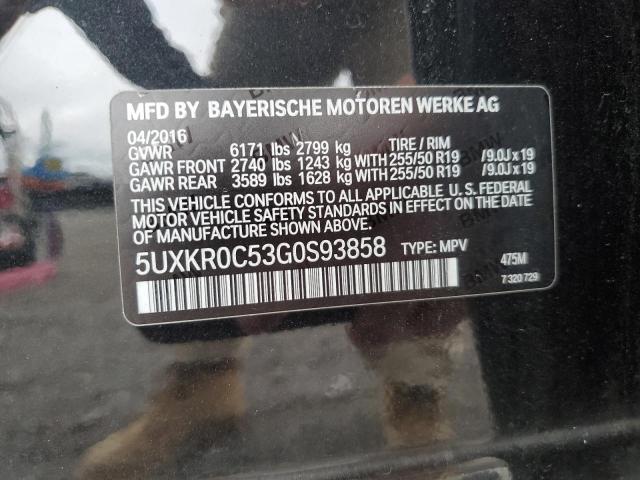 MFD BY BAYERISCHE MOTOREN WERKE AG
04/2016
GVWR 6171 lbs 2799 kg TIRE / RIM
GAWR FRONT 2740 lbs 1243 kg WITH 255/50 R19 /9.0J x 19
GAWR REAR 3589 lbs 1628 kg WITH 255/50 R19 /9.0J x 19
THIS VEHICLE CONFORMS TO ALL APPLICABLE U. S. FEDERAL
MOTOR VEHICLE SAFETY STANDARDS IN EFFECT ON THE DATE
OF MANUFACTURE SHOWN ABOVE.
5UXKR0C53G0S93858 TYPE: MPV
475M
7 320 729